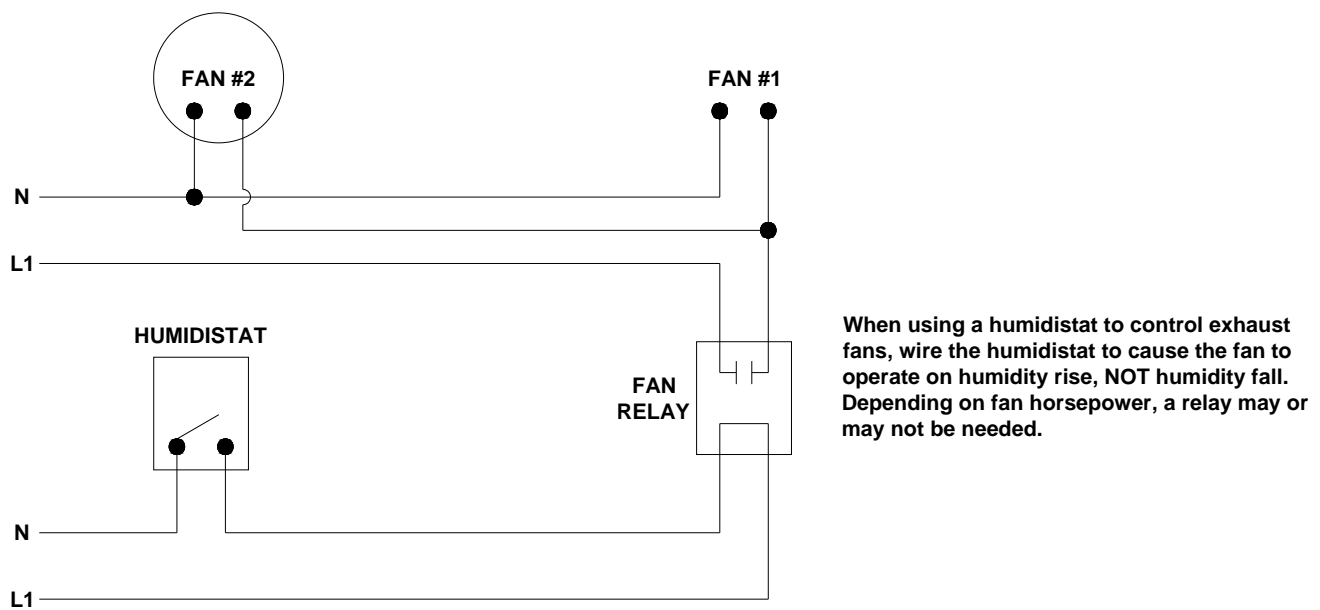 FAN #2
FAN #1
N
L1
HUMIDISTAT
FAN
RELAY
When using a humidistat to control exhaust
fans, wire the humidistat to cause the fan to
operate on humidity rise, NOT humidity fall.
Depending on fan horsepower, a relay may or
may not be needed.
N
L1